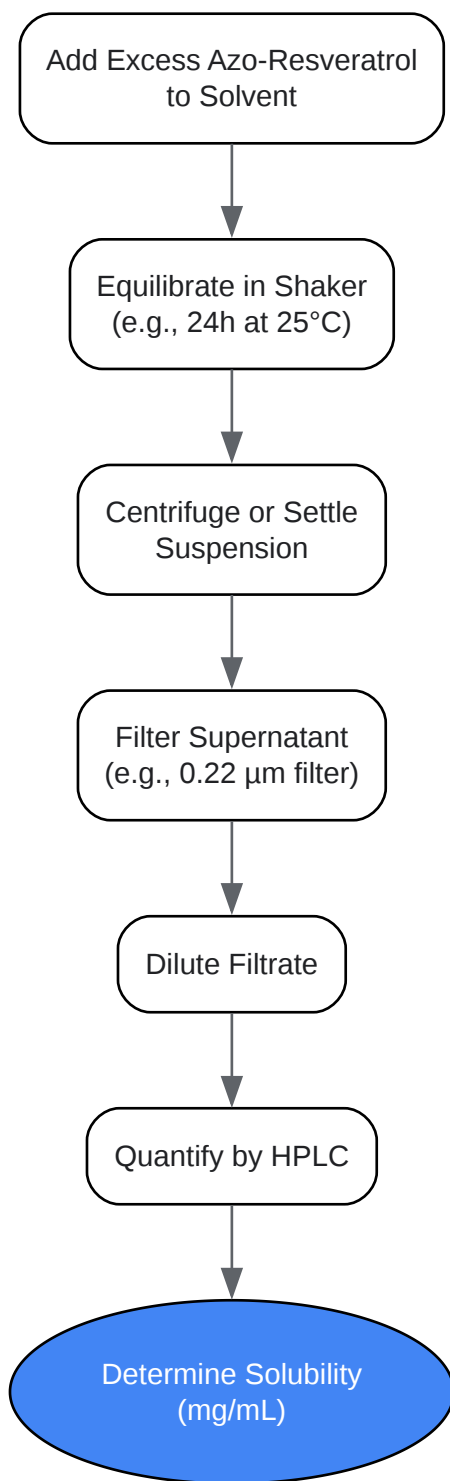 Add Excess Azo-Resveratrol
to Solvent
Equilibrate in Shaker
(e.g., 24h at 25°C)
Centrifuge or Settle
Suspension
Filter Supernatant
(e.g., 0.22 µm filter)
Dilute Filtrate
Quantify by HPLC
Determine Solubility
(mg/mL)